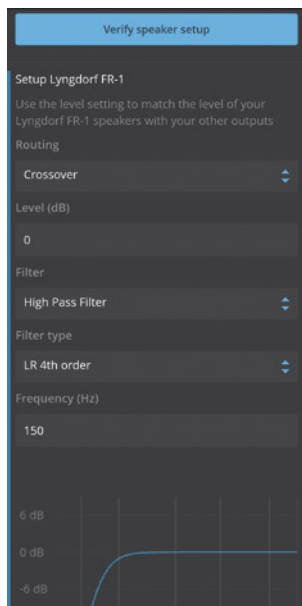 Verify speaker setup
Setup Lyngdorf FR-1
Use the level setting to match the level of your
Lyngdorf FR-1 speakers with your other outputs
Routing
Crossover
Level (dB)
0
Filter
High Pass Filter
Filter type
LR 4th order
Frequency (Hz)
150
6 dB
0 dB
-6 dB